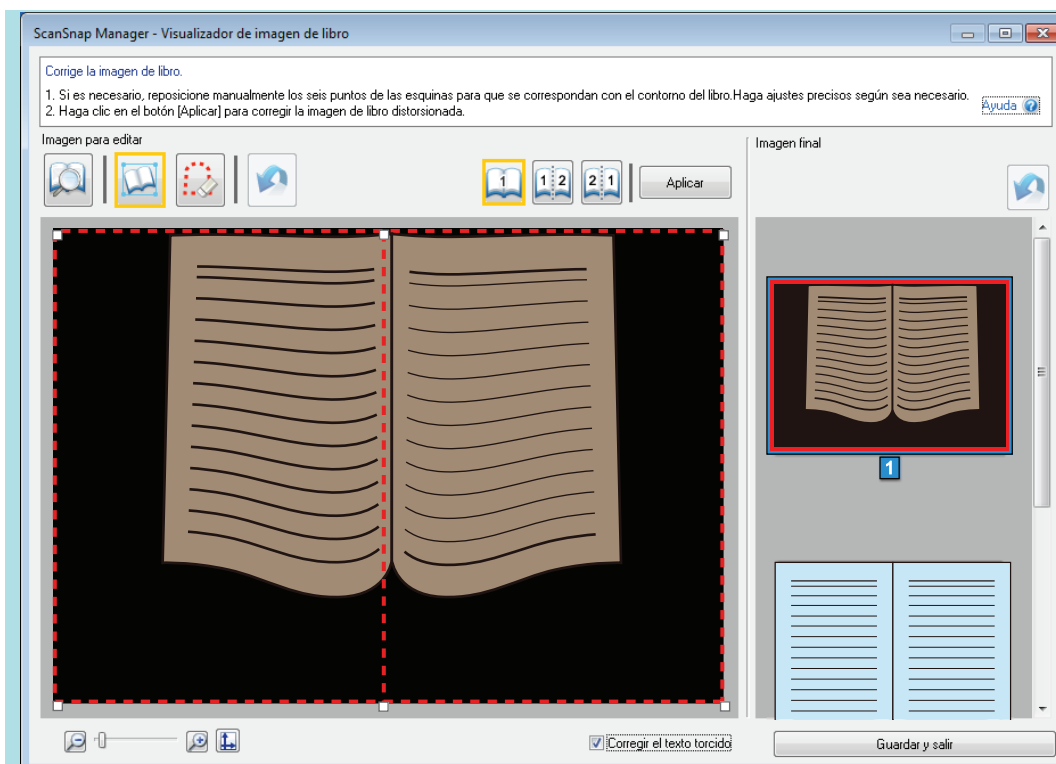 ScanSnap Manager - Visualizador de imagen de libro
Corrige la imagen de libro.
1. Si es necesario, reposicione manualmente los seis puntos de las esquinas para que se correspondan con el contorno del libro.Haga ajustes precisos según sea necesario.
2. Haga clic en el botón [Aplicar] para corregir la imagen de libro distorsionada.
Ayuda ?
Imagen para editar
Imagen final
1
1 2
2 1
Aplicar
1
Corregir el texto torcido
Guardar y salir